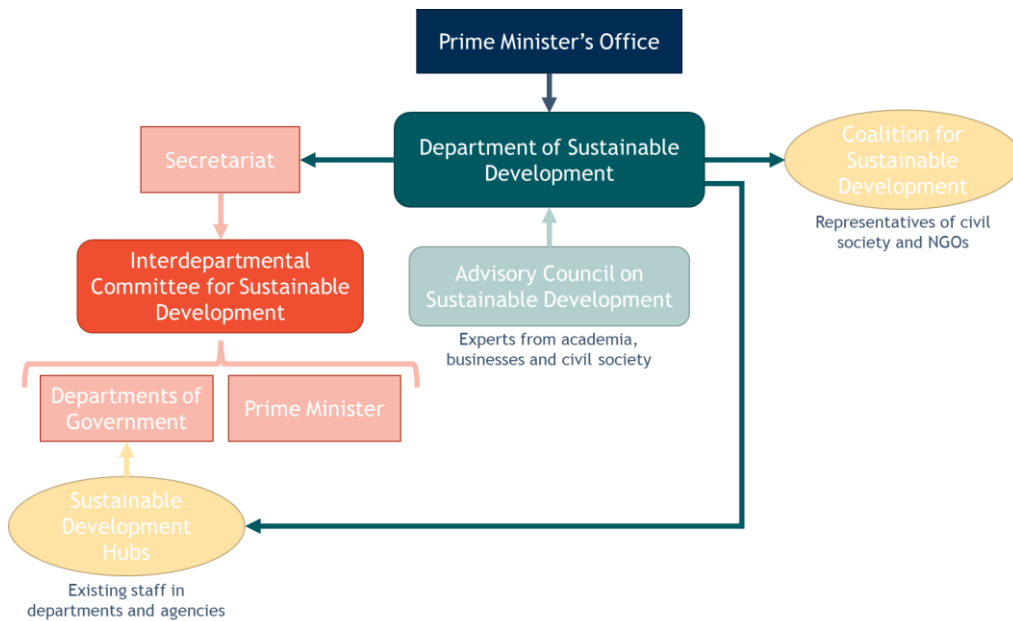 Prime Minister's Office
Department of Sustainable
Development
Secretariat
Coalition for
Sustainable
Development
Representatives of civil
society and NGOs
Interdepartmental
Committee for Sustainable
Development
Advisory Council on
Sustainable Development
Experts from academia,
businesses and civil society
Departments of
Government
Prime Minister
Sustainable
Development
Hubs
Existing staff in
departments and agencies